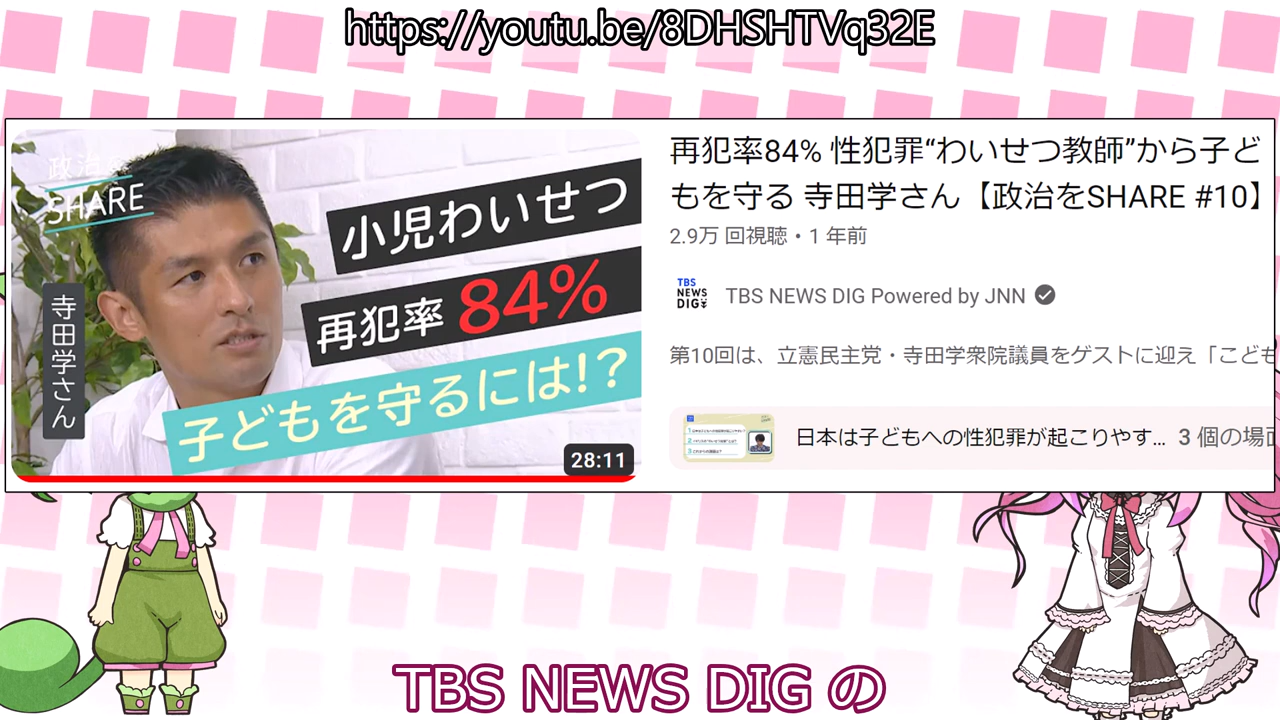 https://youtu.be/8DHSHTVq32E
政治を
SHARE
寺田学さん
小児わいせつ
再犯率 84%
子どもを守るには!?
28:11
再犯率84% 性犯罪“わいせつ教師”から子ど
もを守る 寺田学さん【政治をSHARE #10】
2.9万 回視聴・1 年前
TBS
NEWS
DIG
TBS NEWS DIG Powered by JNN
第10回は、立憲民主党・寺田学衆院議員をゲストに迎え「こども
日本は子どもへの性犯罪が起こりやす... 3 個の場面
TBS NEWS DIG の